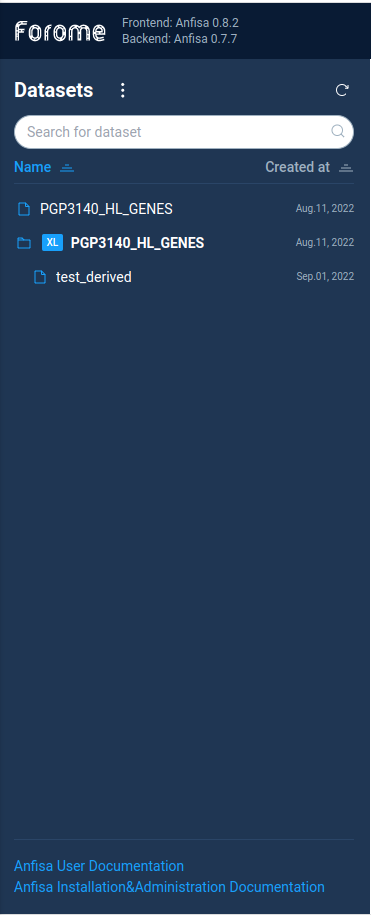 Forome
Frontend: Anfisa 0.8.2
Backend: Anfisa 0.7.7
Datasets
Search for dataset
Name Created at
PGP3140_HL_GENES Aug.11, 2022
XL PGP3140_HL_GENES Aug.11, 2022
test_derived Sep.01, 2022
Anfisa User Documentation
Anfisa Installation&Administration Documentation